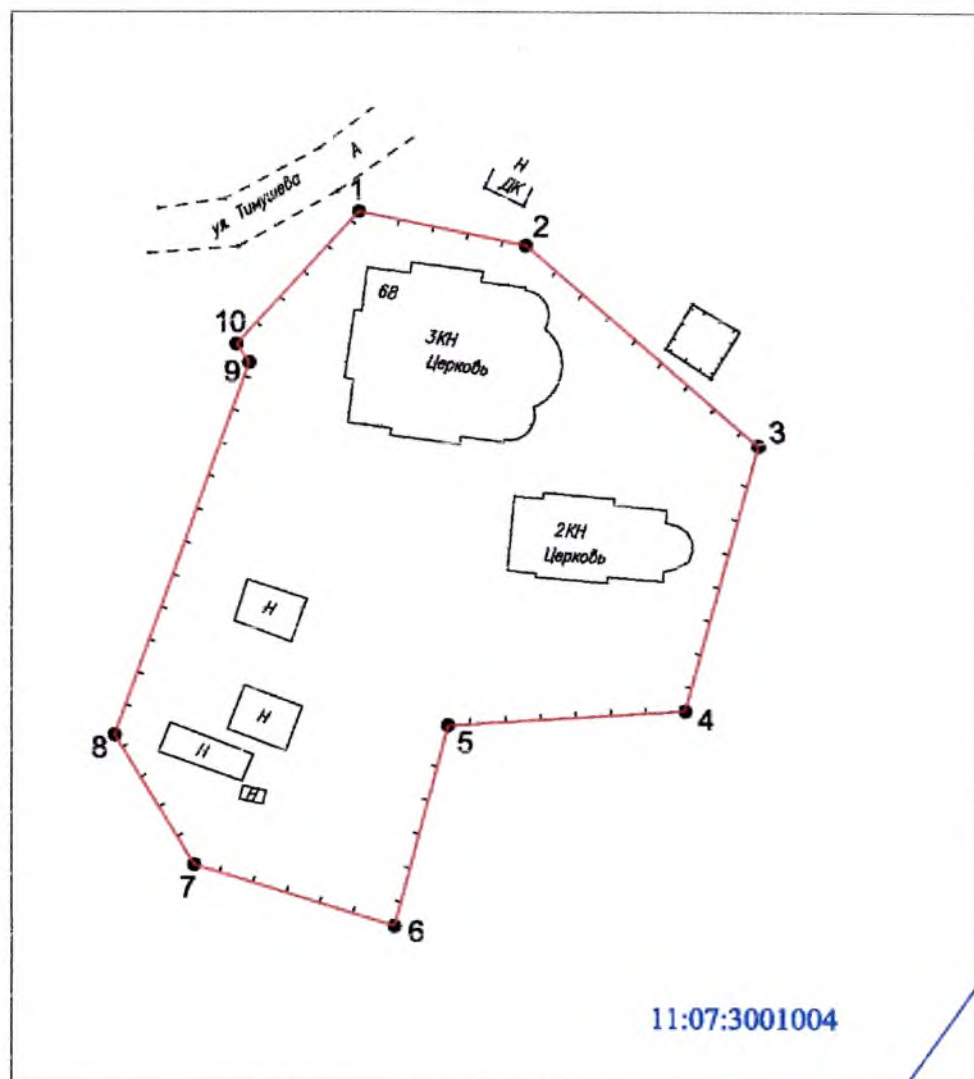 А
ул. Тимушева
Н
ДК
1
2
6В
3КН
Церковь
10
9
3
2КН
Церковь
Н
Н
Н
Н
4
5
8
7
6
11:07:3001004